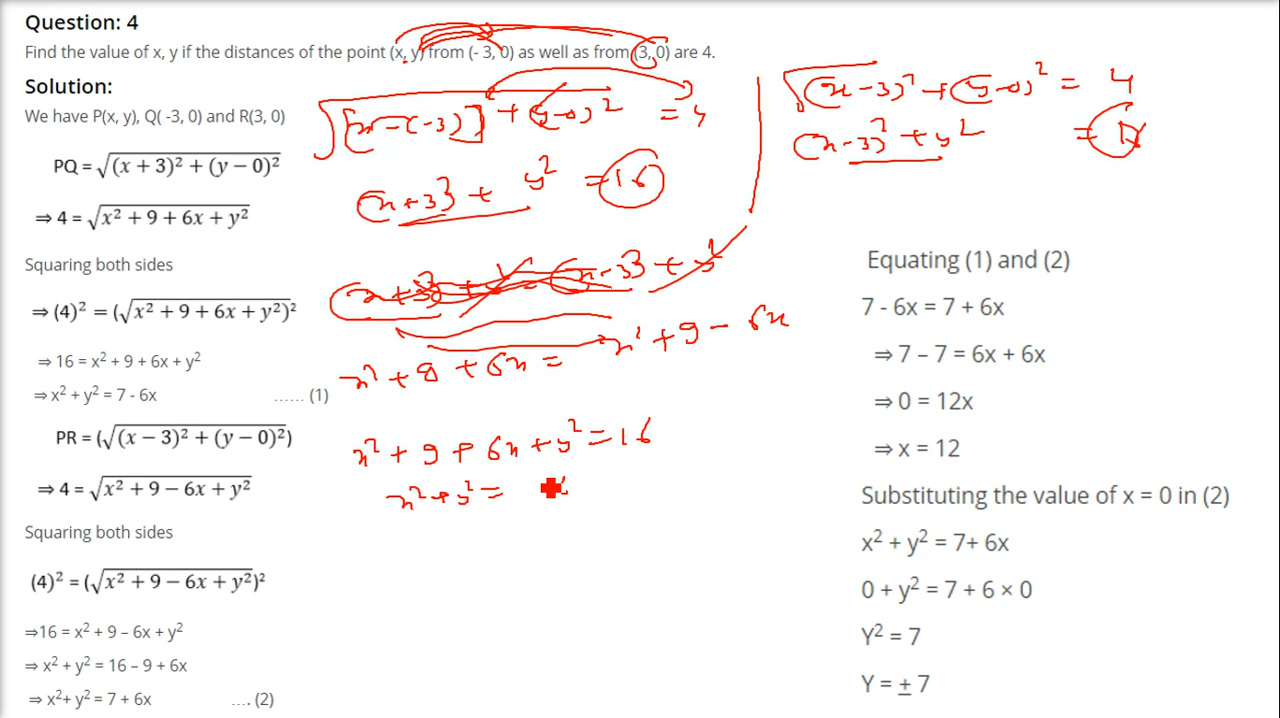 Question: 4
Find the value of x, y if the distances of the point (x, y) from (- 3, 0) as well as from (3, 0) are 4.
Solution:
We have P(x, y), Q( -3, 0) and R(3, 0)
PQ = √(x + 3)² + (y − 0)²
⇒ 4 = √x² + 9 + 6x + y²
Squaring both sides
⇒ (4)² = (√x² + 9 + 6x + y²)²
⇒ 16 = x² + 9 + 6x + y²
⇒ x² + y² = 7 - 6x ...... (1)
PR = (√(x − 3)² + (y − 0)²)
⇒ 4 = √x² + 9 − 6x + y²
Squaring both sides
(4)² = (√x² + 9 − 6x + y²)²
⇒16 = x² + 9 – 6x + y²
⇒ x² + y² = 16 – 9 + 6x
⇒ x²+ y² = 7 + 6x .... (2)
√[x-(-3)]² + (y-0)² = 4
(x+3)² + y² = 16
(x+3)² + y² = (x-3)² + y²
x² + 9 + 6x = x² + 9 - 6x
x² + 9 + 6x + y² = 16
x² + y² =
√(x-3)² + (y-0)² = 4
(x-3)² + y² = 16
Equating (1) and (2)
7 - 6x = 7 + 6x
⇒ 7 – 7 = 6x + 6x
⇒ 0 = 12x
⇒ x = 12
Substituting the value of x = 0 in (2)
x² + y² = 7+ 6x
0 + y² = 7 + 6 × 0
Y² = 7
Y = ± 7